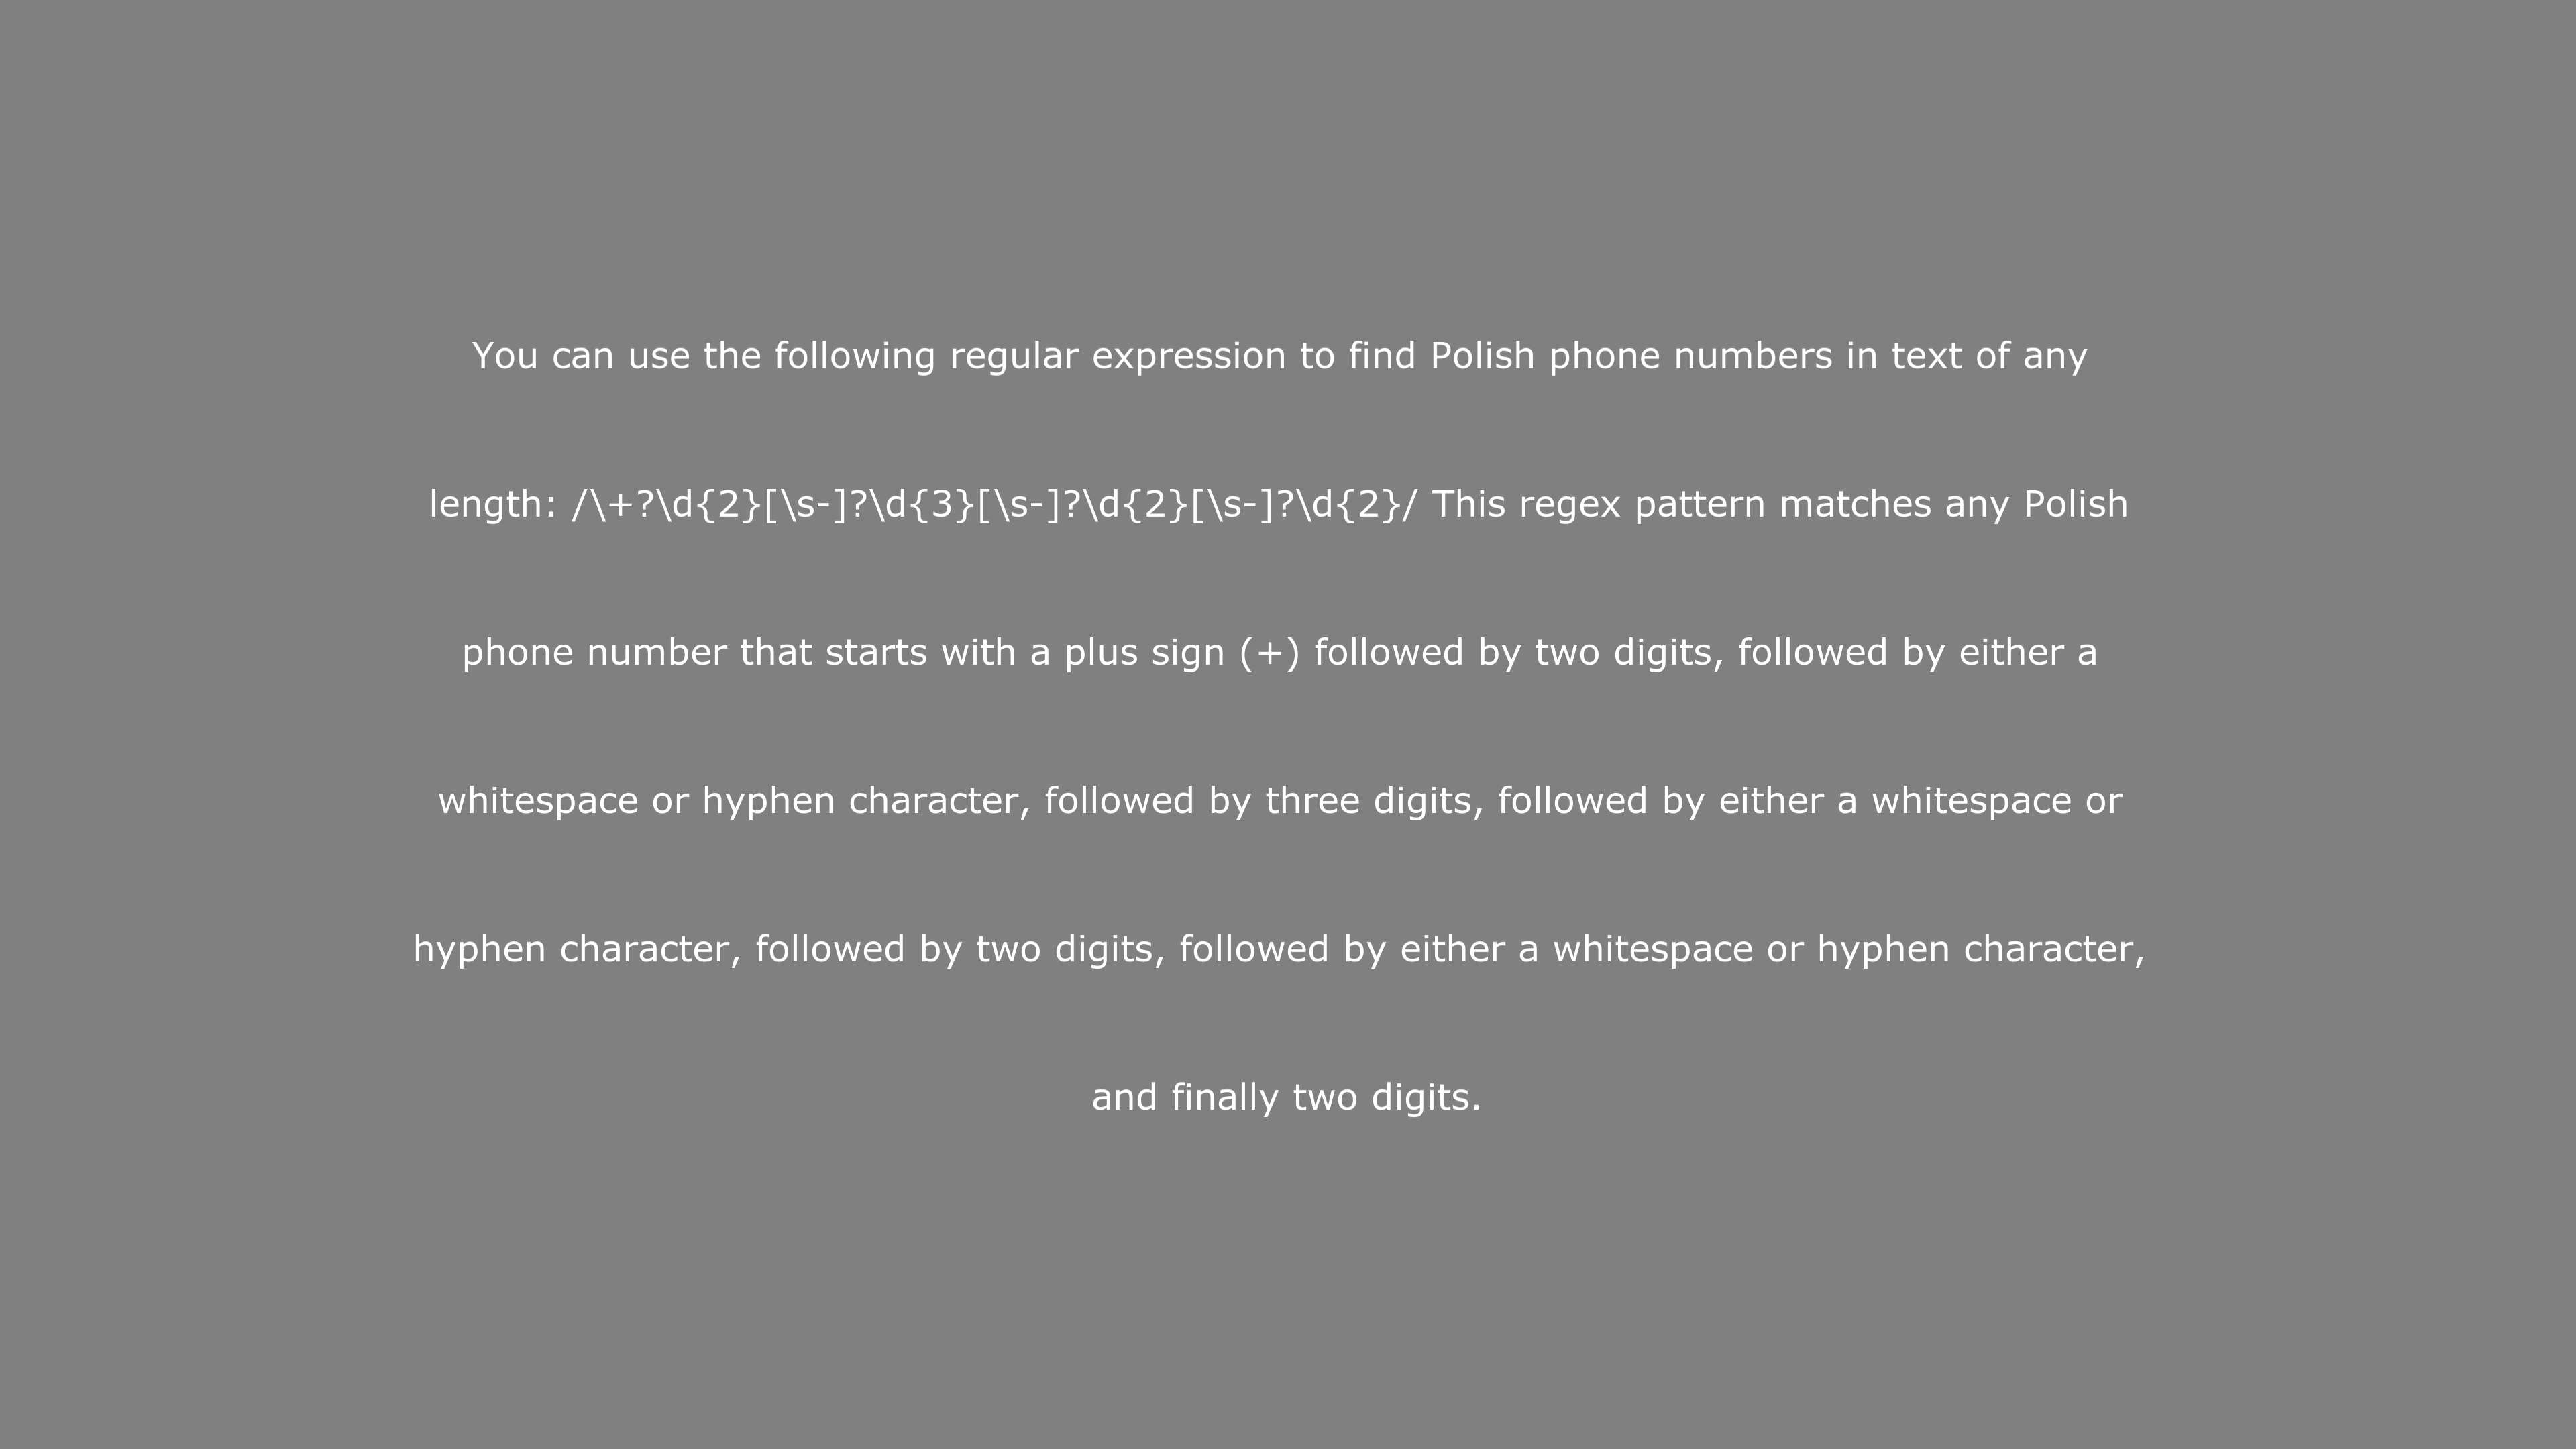 You can use the following regular expression to find Polish phone numbers in text of any
length: /\+?\d{2}[\s-]?\d{3}[\s-]?\d{2}[\s-]?\d{2}/ This regex pattern matches any Polish
phone number that starts with a plus sign (+) followed by two digits, followed by either a
whitespace or hyphen character, followed by three digits, followed by either a whitespace or
hyphen character, followed by two digits, followed by either a whitespace or hyphen character,
and finally two digits.